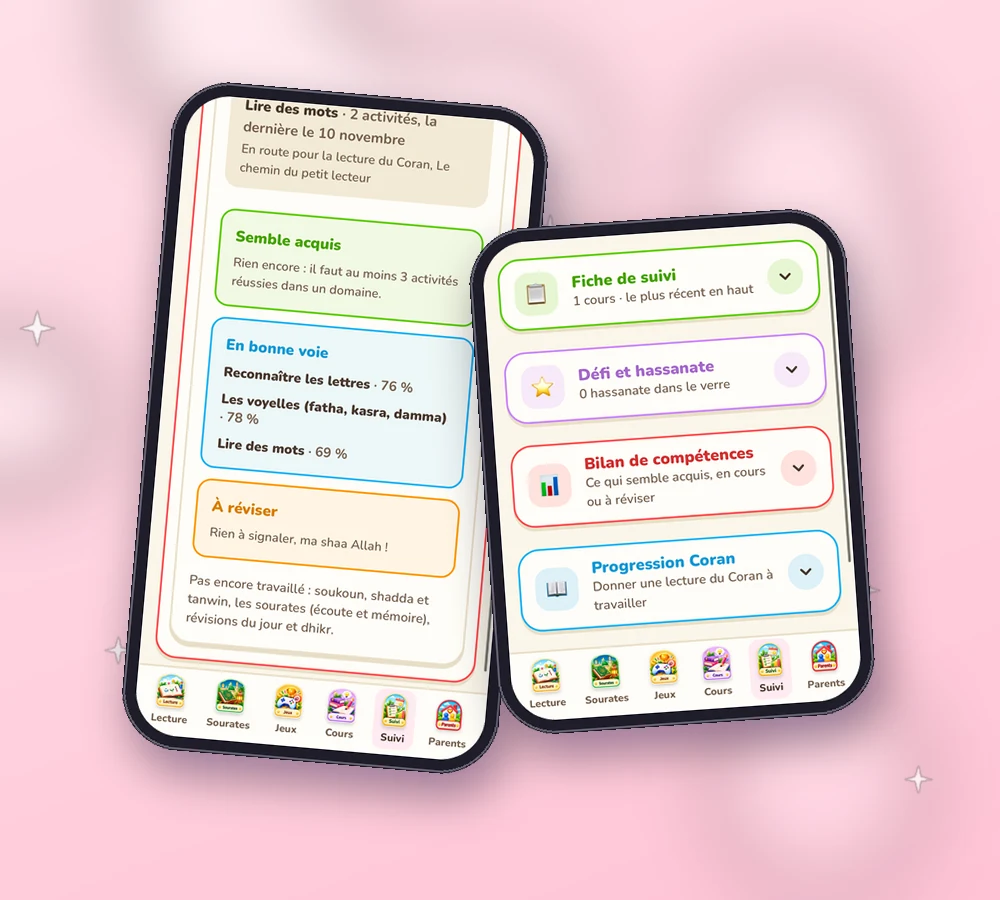 Lire des mots · 2 activités, la
dernière le 10 novembre
En route pour la lecture du Coran, Le
chemin du petit lecteur
Semble acquis
Rien encore : il faut au moins 3 activités
réussies dans un domaine.
En bonne voie
Reconnaître les lettres · 76 %
Les voyelles (fatha, kasra, damma)
· 78 %
Lire des mots · 69 %
À réviser
Rien à signaler, ma shaa Allah !
Pas encore travaillé : soukoun, shadda et
tanwin, les sourates (écoute et mémoire),
révisions du jour et dhikr.
Lecture
Sourates
Jeux
Cours
Suivi
Parents
Fiche de suivi
1 cours · le plus récent en haut
Défi et hassanate
0 hassanate dans le verre
Bilan de compétences
Ce qui semble acquis, en cours
ou à réviser
Progression Coran
Donner une lecture du Coran à
travailler
Lecture
Sourates
Jeux
Cours
Suivi
Parents